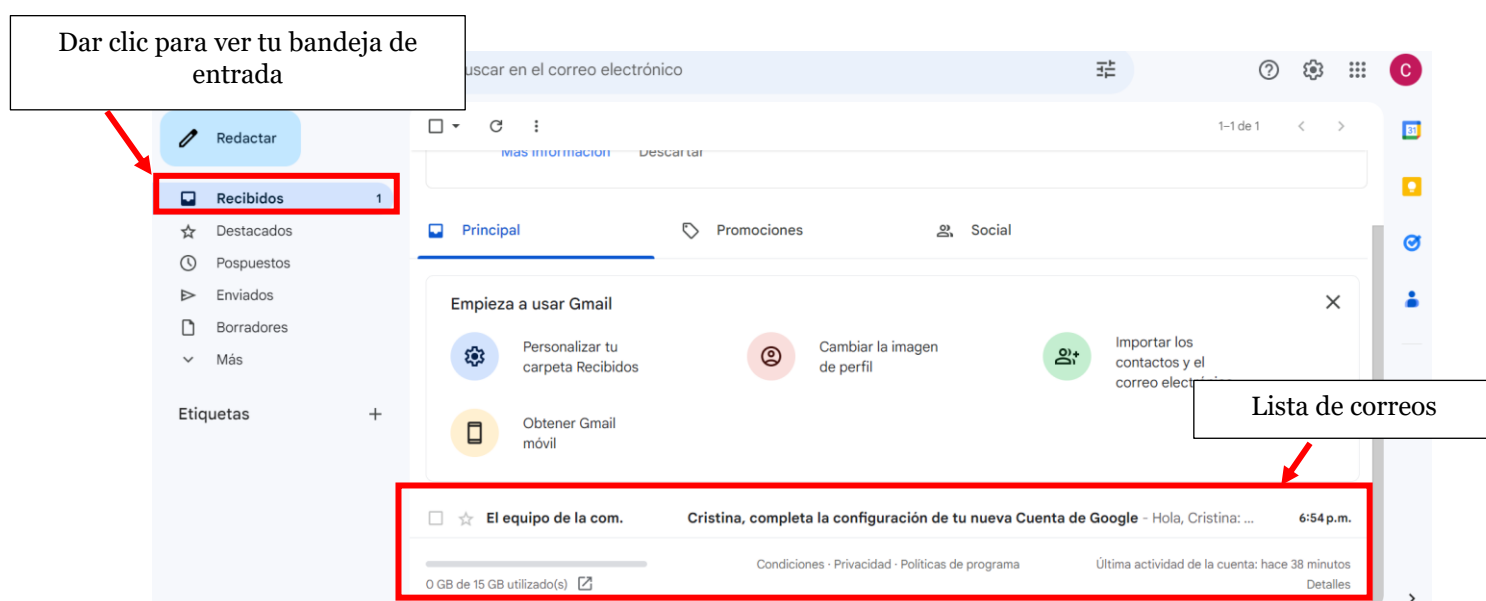 Dar clic para ver tu bandeja de
entrada
uscar en el correo electrónico
C
Redactar
1–1 de 1
31
Más información Descartar
Recibidos 1
Destacados
Pospuestos
Enviados
Borradores
Más
Etiquetas
Principal Promociones Social
Empieza a usar Gmail
Personalizar tu
carpeta Recibidos
Cambiar la imagen
de perfil
Importar los
contactos y el
correo electrónico
Obtener Gmail
móvil
Lista de correos
El equipo de la com. Cristina, completa la configuración de tu nueva Cuenta de Google - Hola, Cristina: ... 6:54 p.m.
0 GB de 15 GB utilizado(s)
Condiciones · Privacidad · Políticas de programa
Última actividad de la cuenta: hace 38 minutos
Detalles